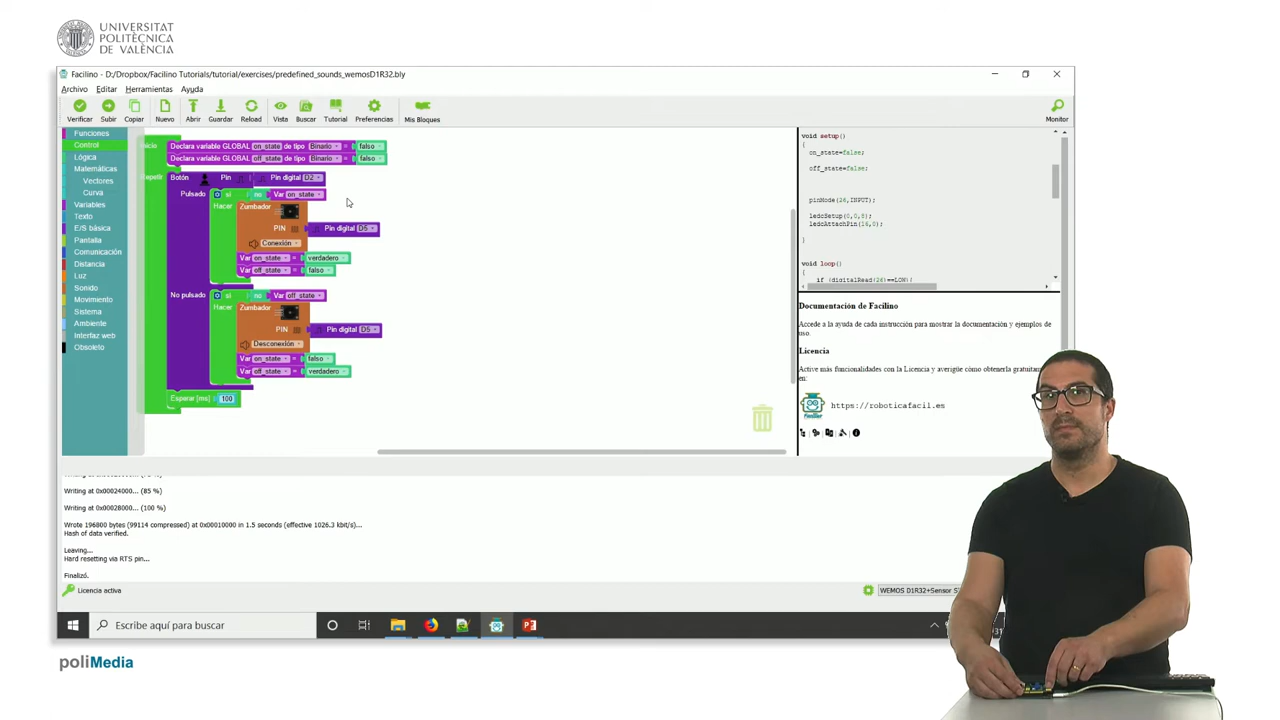 UNIVERSITAT
POLITÈCNICA
DE VALÈNCIA
Facilino - D:/Dropbox/Facilino Tutorials/tutorial/exercises/predefined_sounds_wemosD1R32.bly
Archivo Editar Herramientas Ayuda
Verificar Subir Copiar Nuevo Abrir Guardar Reload Vista Buscar Tutorial Preferencias Mis Bloques Monitor
Funciones
Control
Lógica
Matemáticas
Vectores
Curva
Variables
Texto
E/S básica
Pantalla
Comunicación
Distancia
Luz
Sonido
Movimiento
Sistema
Ambiente
Interfaz web
Obsoleto
Declara variable GLOBAL on_state de tipo Binario = falso
Declara variable GLOBAL off_state de tipo Binario = falso
Botón Pin Pin digital D2
Pulsado si no Var on_state
Hacer Zumbador
PIN Pin digital D5
Conexión
Var on_state = verdadero
Var off_state = falso
No pulsado si no Var off_state
Hacer Zumbador
PIN Pin digital D5
Desconexión
Var on_state = falso
Var off_state = verdadero
Esperar [ms] 100
void setup()
{
on_state=false;
off_state=false;
pinMode(26,INPUT);
ledcSetup(0,0,8);
ledcAttachPin(16,0);
}
void loop()
{
if (digitalRead(26)==LOW)
Documentación de Facilino
Accede a la ayuda de cada instrucción para mostrar la documentación y ejemplos de
uso.
Licencia
Active más funcionalidades con la Licencia y averigüe cómo obtenerla
en:
https://roboticafacil.es
Writing at 0x00024000... (85 %)
Writing at 0x00028000... (100 %)
Wrote 196800 bytes (99114 compressed) at 0x00010000 in 1.5 seconds (effective 1026.3 kbit/s)...
Hash of data verified.
Leaving...
Hard resetting via RTS pin...
Finalizó.
Licencia activa
WEMOS D1R32+Sensor
Escribe aquí para buscar
poliMedia